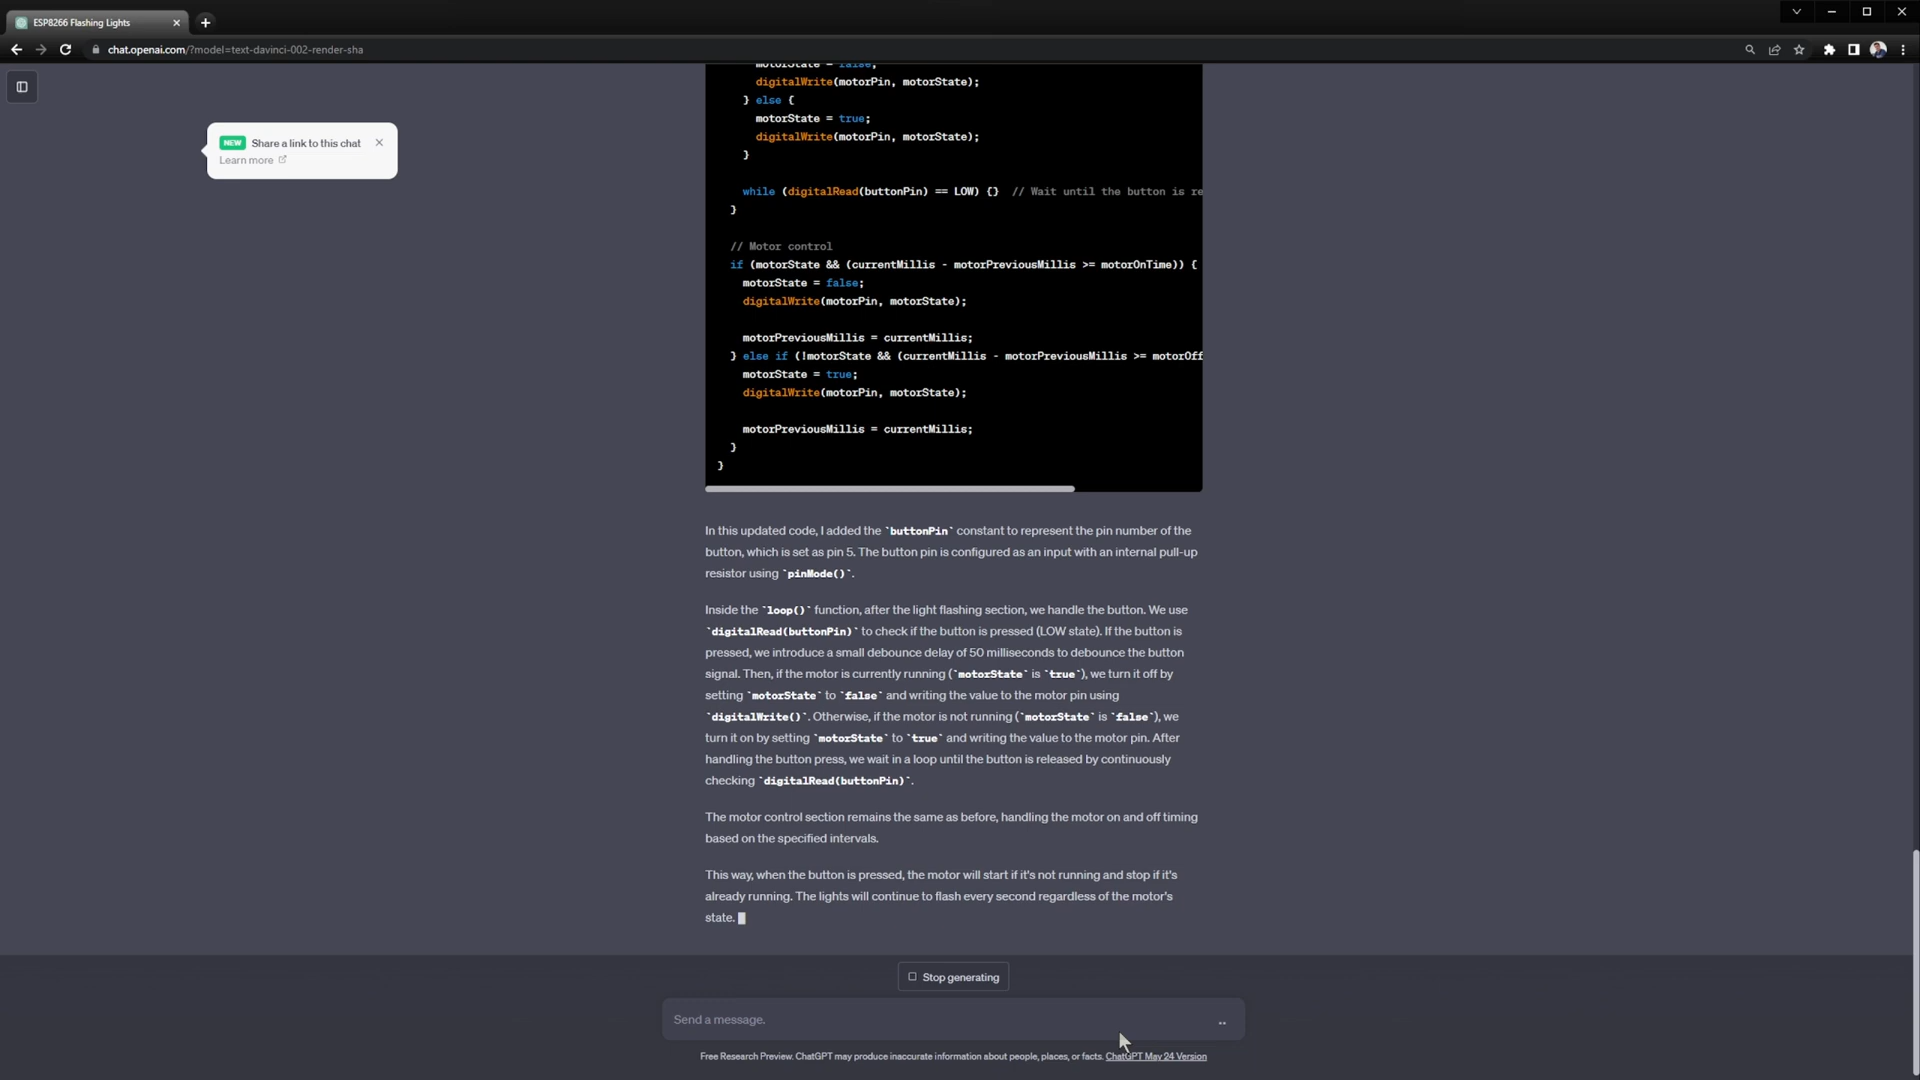 ESP8266 Flashing Lights
chat.openai.com/?model=text-davinci-002-render-sha
NEW Share a link to this chat
Learn more
motorState = false;
digitalWrite(motorPin, motorState);
} else {
motorState = true;
digitalWrite(motorPin, motorState);
}
while (digitalRead(buttonPin) == LOW) {}  // Wait until the button is re
}
// Motor control
if (motorState && (currentMillis - motorPreviousMillis >= motorOnTime)) {
motorState = false;
digitalWrite(motorPin, motorState);
motorPreviousMillis = currentMillis;
} else if (!motorState && (currentMillis - motorPreviousMillis >= motorOff
motorState = true;
digitalWrite(motorPin, motorState);
motorPreviousMillis = currentMillis;
}
}
In this updated code, I added the `buttonPin` constant to represent the pin number of the
button, which is set as pin 5. The button pin is configured as an input with an internal pull-up
resistor using `pinMode()`.
Inside the `loop()` function, after the light flashing section, we handle the button. We use
`digitalRead(buttonPin)` to check if the button is pressed (LOW state). If the button is
pressed, we introduce a small debounce delay of 50 milliseconds to debounce the button
signal. Then, if the motor is currently running (`motorState` is `true`), we turn it off by
setting `motorState` to `false` and writing the value to the motor pin using
`digitalWrite()`. Otherwise, if the motor is not running (`motorState` is `false`), we
turn it on by setting `motorState` to `true` and writing the value to the motor pin. After
handling the button press, we wait in a loop until the button is released by continuously
checking `digitalRead(buttonPin)`.
The motor control section remains the same as before, handling the motor on and off timing
based on the specified intervals.
This way, when the button is pressed, the motor will start if it's not running and stop if it's
already running. The lights will continue to flash every second regardless of the motor's
state.
Stop generating
Send a message.
Free Research Preview. ChatGPT may produce inaccurate information about people, places, or facts. ChatGPT May 24 Version